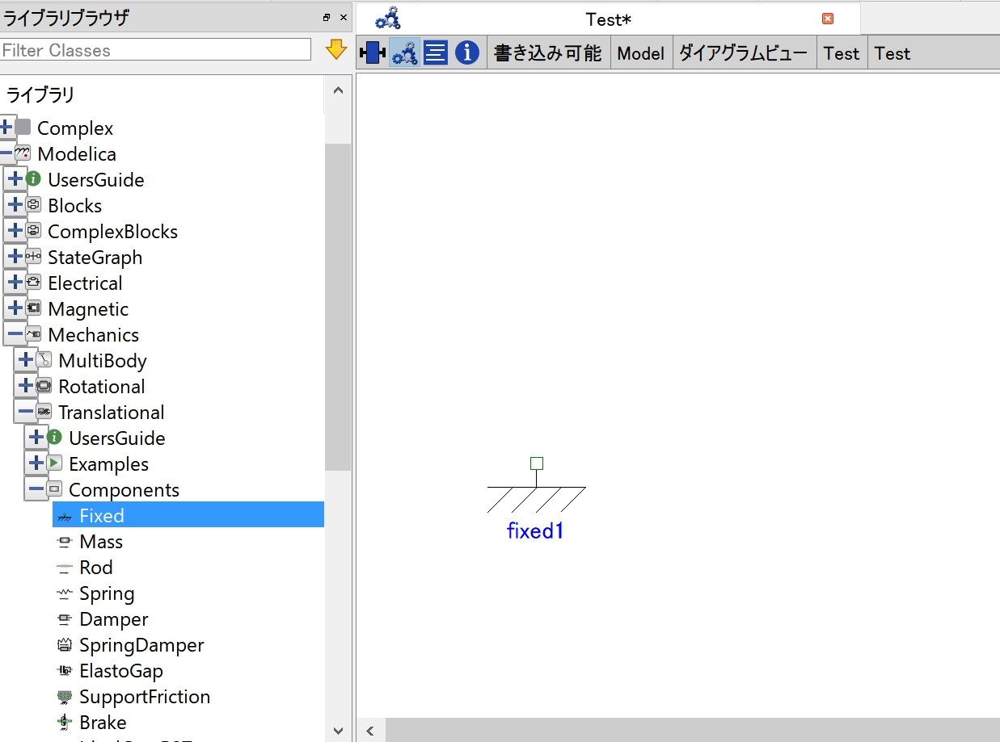 ライブラリブラウザ
Test*
Filter Classes
書き込み可能 Model ダイアグラムビュー Test Test
ライブラリ
Complex
Modelica
UsersGuide
Blocks
ComplexBlocks
StateGraph
Electrical
Magnetic
Mechanics
MultiBody
Rotational
Translational
UsersGuide
Examples
Components
Fixed
Mass
Rod
Spring
Damper
SpringDamper
ElastoGap
SupportFriction
Brake
fixed1